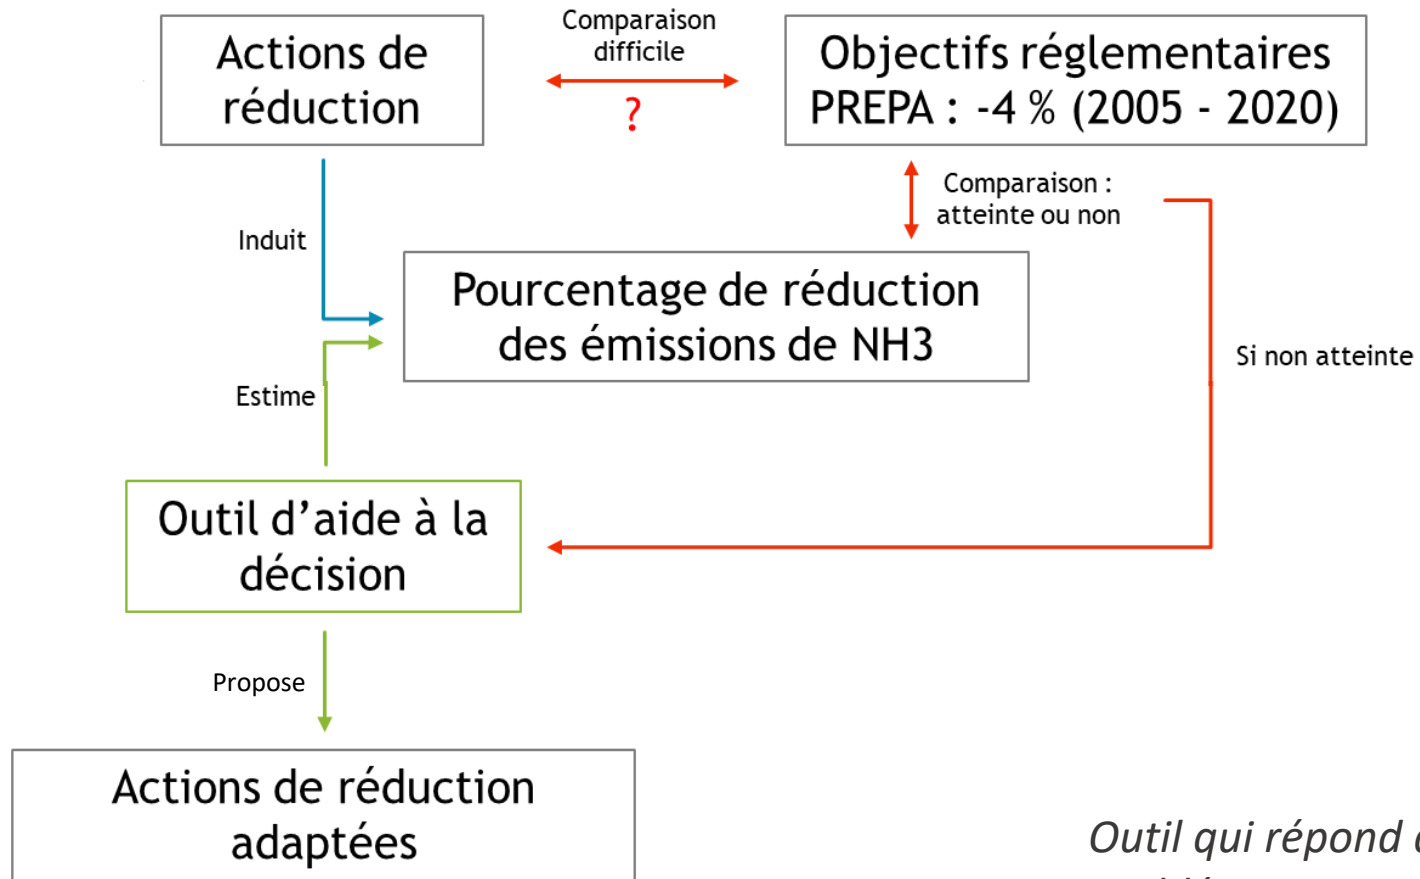 Comparaison
difficile
Actions de
réduction
?
Objectifs réglementaires
PREPA : -4 % (2005 - 2020)
Comparaison :
atteinte ou non
Induit
Pourcentage de réduction
des émissions de NH3
Si non atteinte
Estime
Outil d’aide à la
décision
Propose
Actions de réduction
adaptées
Outil qui répond